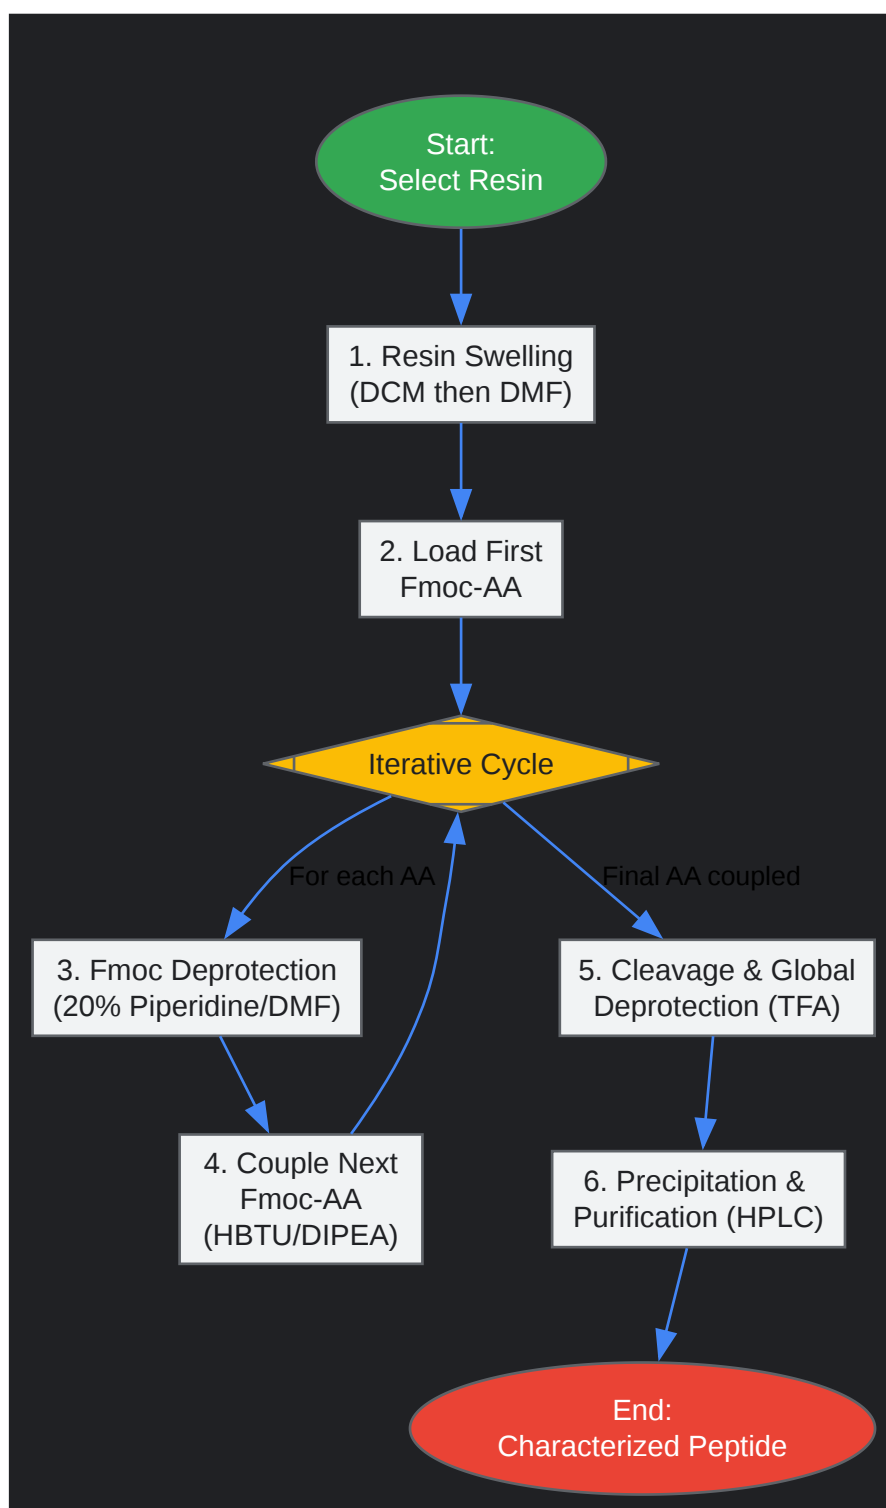 Start:
Select Resin
1. Resin Swelling
(DCM then DMF)
2. Load First
Fmoc-AA
Iterative Cycle
For each AA
Final AA coupled
3. Fmoc Deprotection
(20% Piperidine/DMF)
4. Couple Next
Fmoc-AA
(HBTU/DIPEA)
5. Cleavage & Global
Deprotection (TFA)
6. Precipitation &
Purification (HPLC)
End:
Characterized Peptide